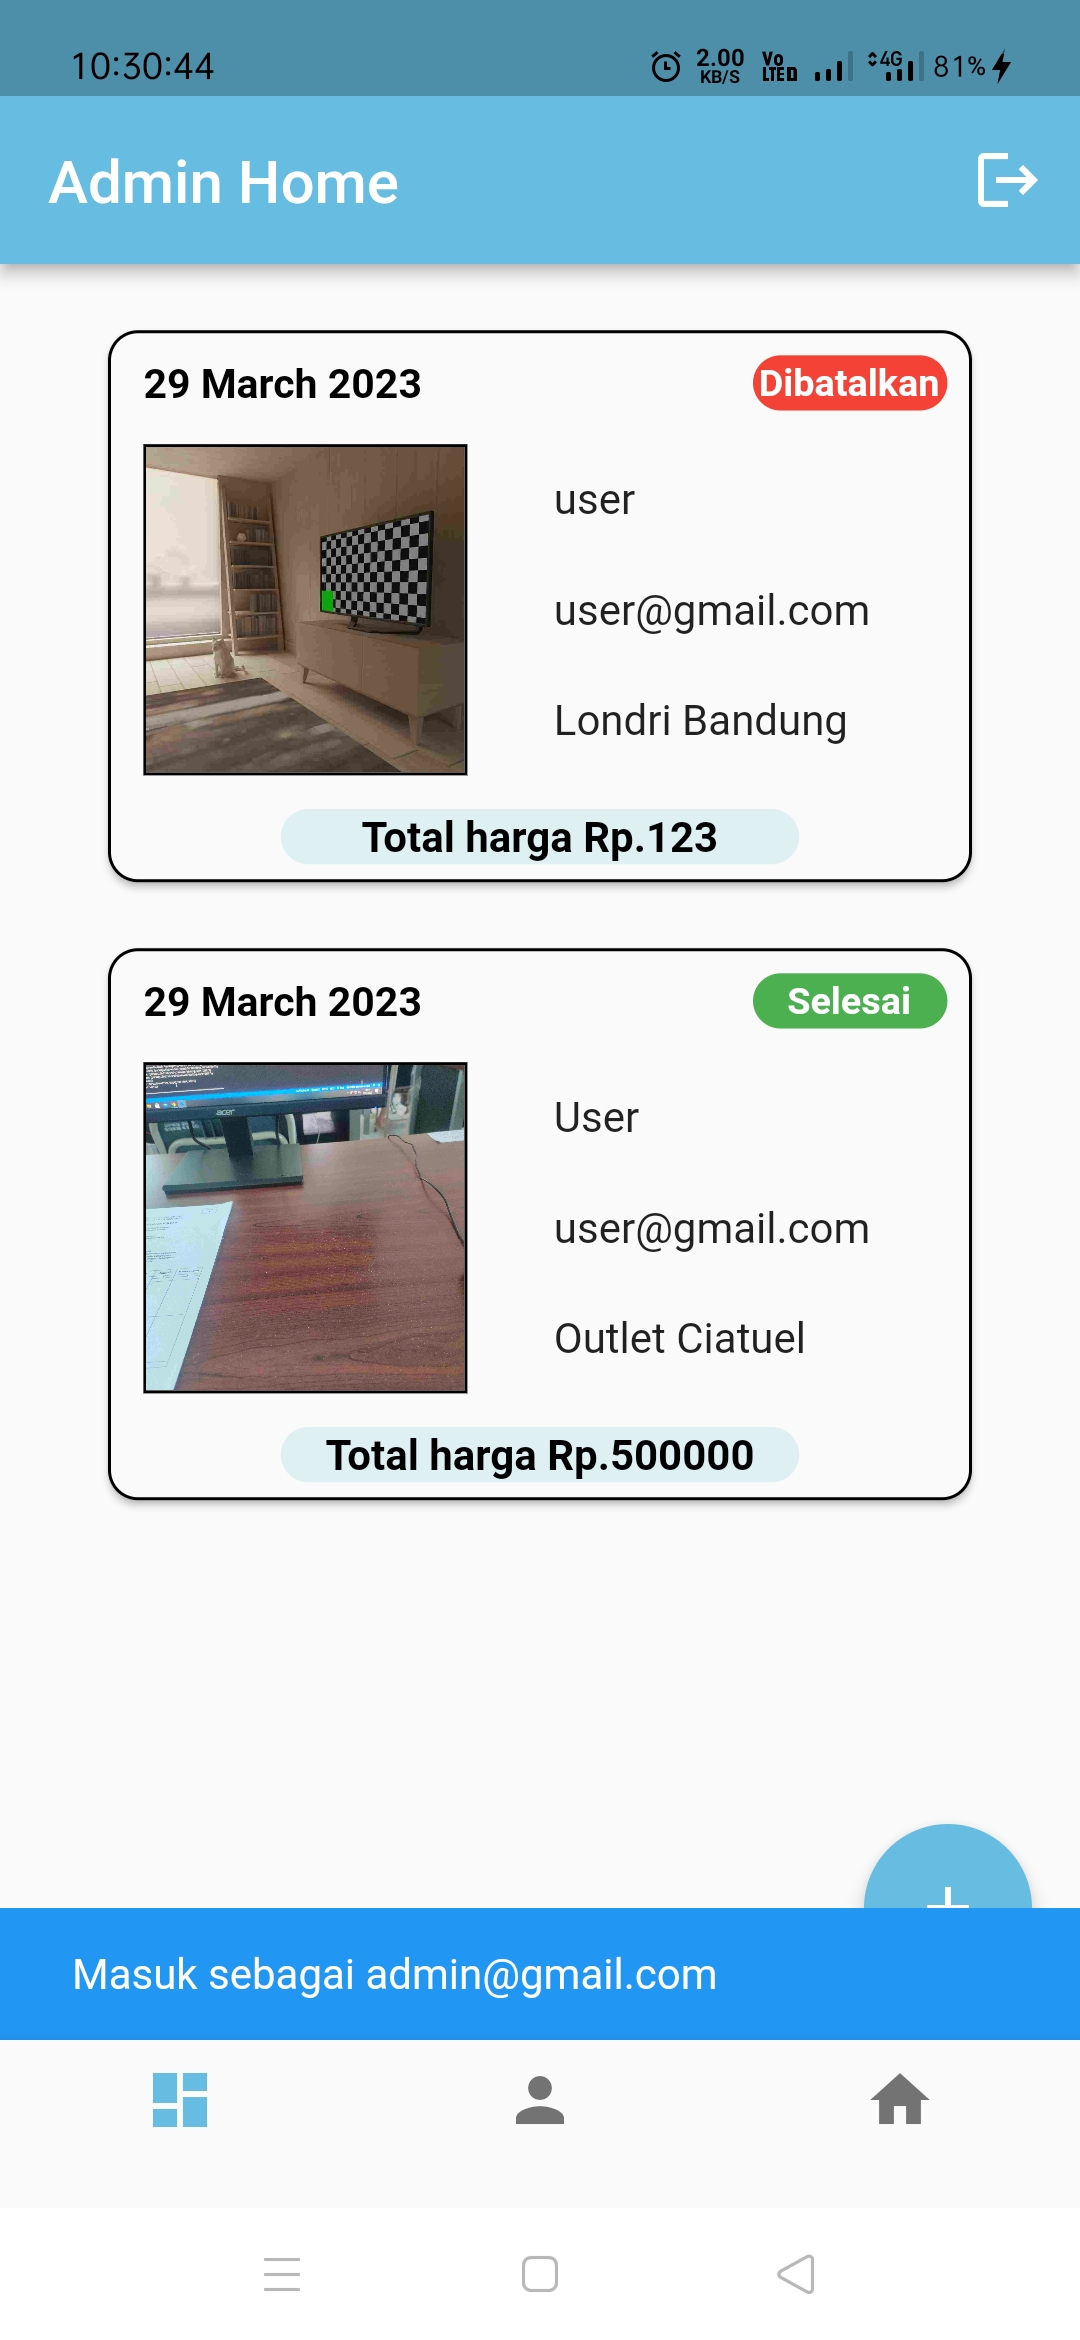 10:30:44
2.00 KB/S
Vo LTE
4G
81%
Admin Home
29 March 2023
Dibatalkan
user
user@gmail.com
Londri Bandung
Total harga Rp.123
29 March 2023
Selesai
acer
User
user@gmail.com
Outlet Ciatuel
Total harga Rp.500000
Masuk sebagai admin@gmail.com